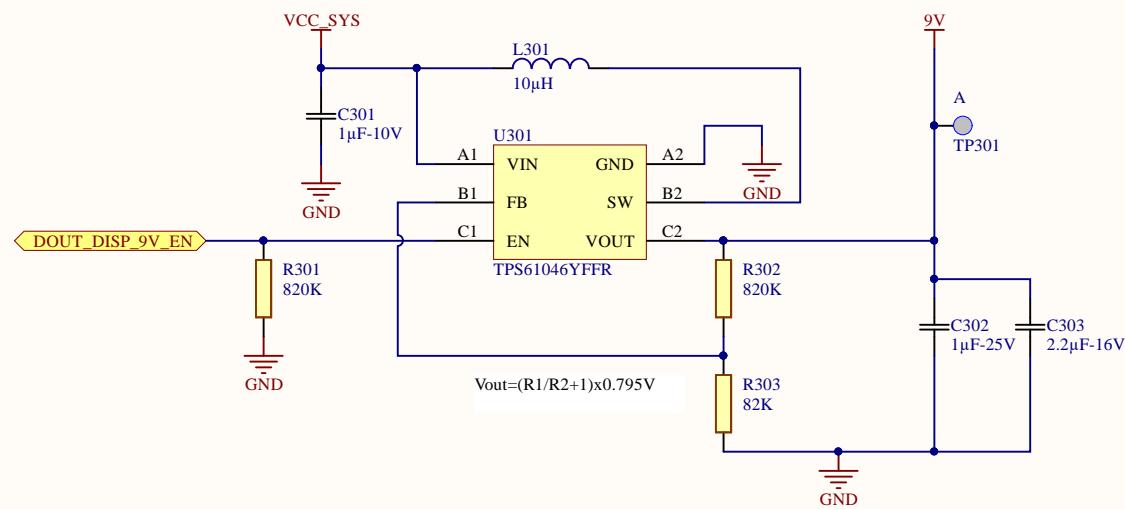 VCC_SYS
9V
L301
10µH
A
TP301
C301
1µF-10V
U301
A1
VIN
GND
A2
GND
GND
B1
FB
SW
B2
DOUT_DISP_9V_EN
C1
EN
VOUT
C2
TPS61046YFFR
R301
820K
R302
820K
C302
1µF-25V
C303
2.2µF-16V
GND
Vout=(R1/R2+1)x0.795V
R303
82K
GND